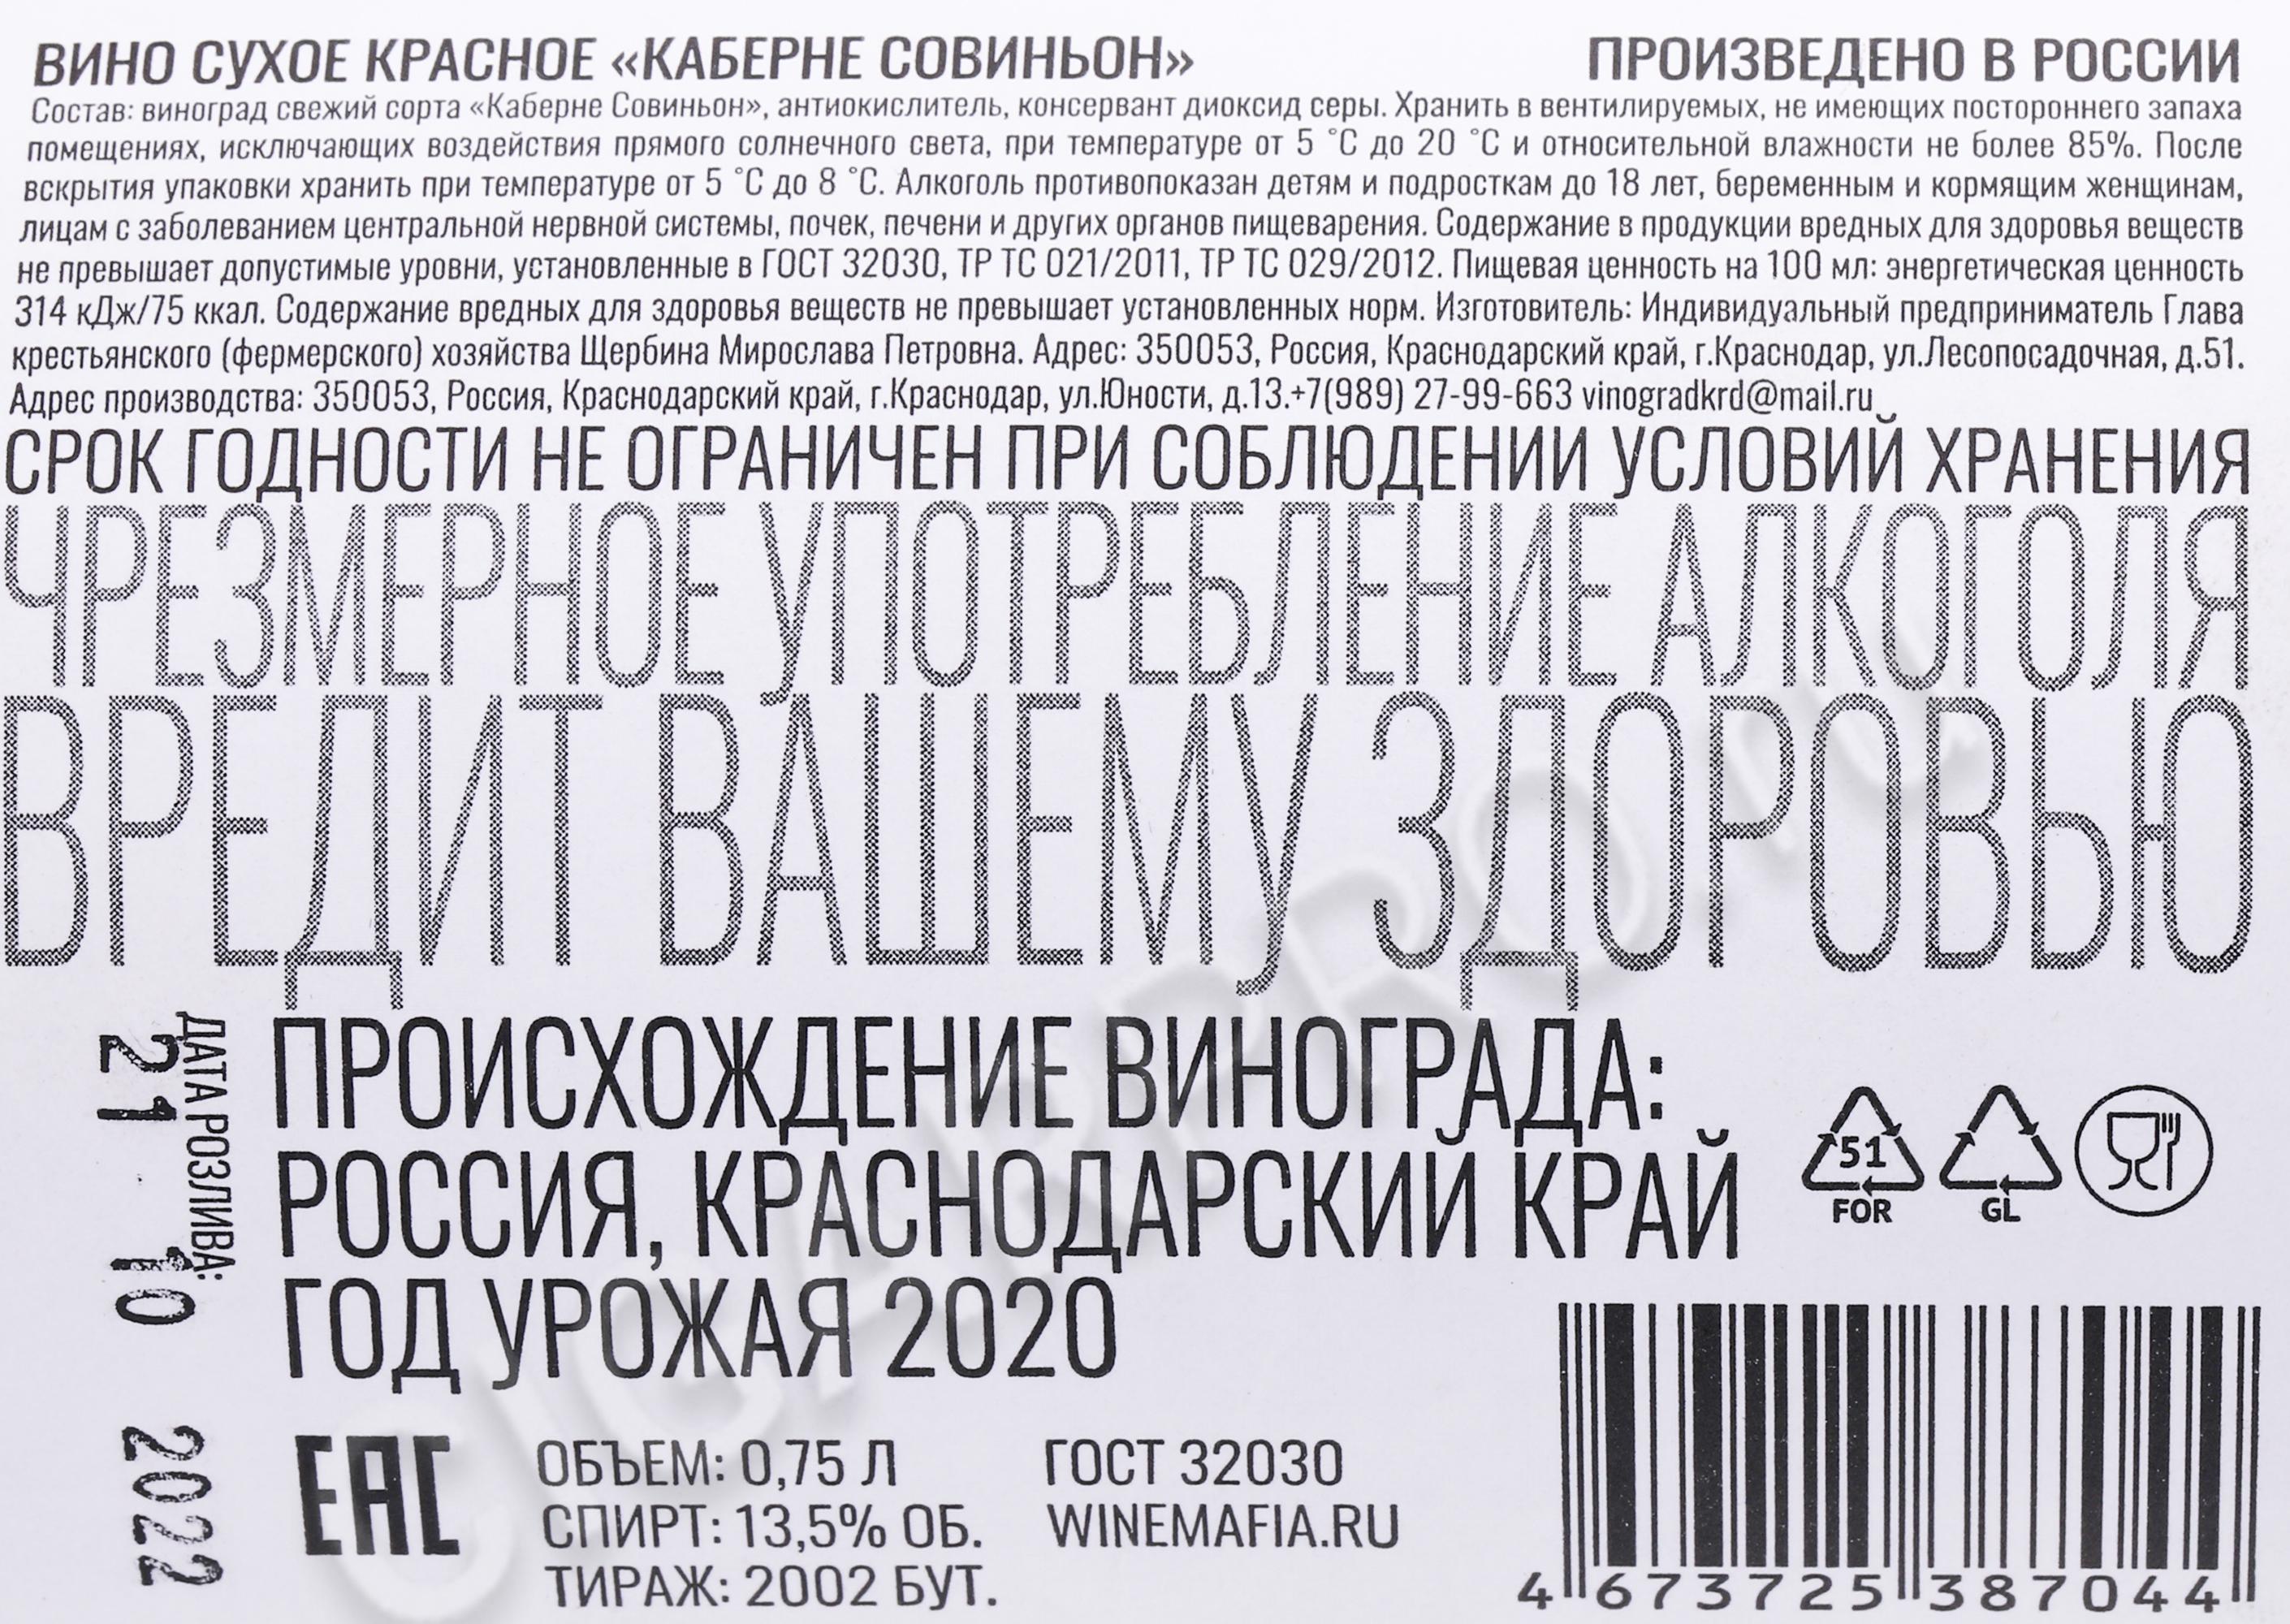 ВИНО СУХОЕ КРАСНОЕ «КАБЕРНЕ СОВИНЬОН» ПРОИЗВЕДЕНО В РОССИИ
Состав: виноград свежий сорта «Каберне Совиньон», антиокислитель, консервант диоксид серы. Хранить в вентилируемых, не имеющих постороннего запаха
помещениях, исключающих воздействия прямого солнечного света, при температуре от 5 °С до 20 °С и относительной влажности не более 85%. После
вскрытия упаковки хранить при температуре от 5 °С до 8 °С. Алкоголь противопоказан детям и подросткам до 18 лет, беременным и кормящим женщинам,
лицам с заболеванием центральной нервной системы, почек, печени и других органов пищеварения. Содержание в продукции вредных для здоровья веществ
не превышает допустимые уровни, установленные в ГОСТ 32030, ТР ТС 021/2011, ТР ТС 029/2012. Пищевая ценность на 100 мл: энергетическая ценность
314 кДж/75 ккал. Содержание вредных для здоровья веществ не превышает установленных норм. Изготовитель: Индивидуальный предприниматель Глава
крестьянского (фермерского) хозяйства Щербина Мирослава Петровна. Адрес: 350053, Россия, Краснодарский край, г.Краснодар, ул.Лесопосадочная, д.51.
Адрес производства: 350053, Россия, Краснодарский край, г.Краснодар, ул.Юности, д.13.+7(989) 27-99-663 vinogradkrd@mail.ru
СРОК ГОДНОСТИ НЕ ОГРАНИЧЕН ПРИ СОБЛЮДЕНИИ УСЛОВИЙ ХРАНЕНИЯ
ЧРЕЗМЕРНОЕ УПОТРЕБЛЕНИЕ АЛКОГОЛЯ
ВРЕДИТ ВАШЕМУ ЗДОРОВЬЮ
ДАТА РОЗЛИВА:
21 10 2022
ПРОИСХОЖДЕНИЕ ВИНОГРАДА:
РОССИЯ, КРАСНОДАРСКИЙ КРАЙ
ГОД УРОЖАЯ 2020
51
FOR
GL
EAC
ОБЪЕМ: 0,75 Л
СПИРТ: 13,5% ОБ.
ТИРАЖ: 2002 БУТ.
ГОСТ 32030
WINEMAFIA.RU
4 673725 387044
CIGARPRO.ru